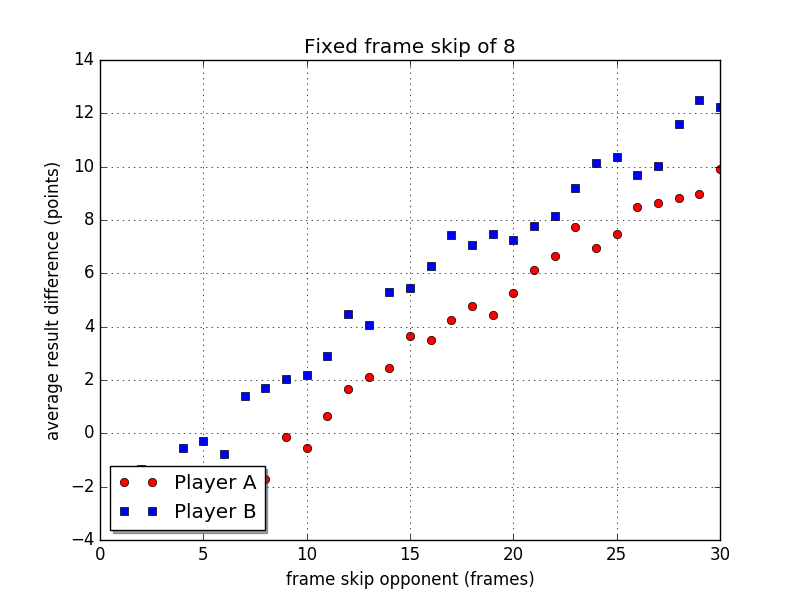 Fixed frame skip of 8
14
12
10
8
6
4
2
0
−2
−4
average result difference (points)
Player A
Player B
0 5 10 15 20 25 30
frame skip opponent (frames)